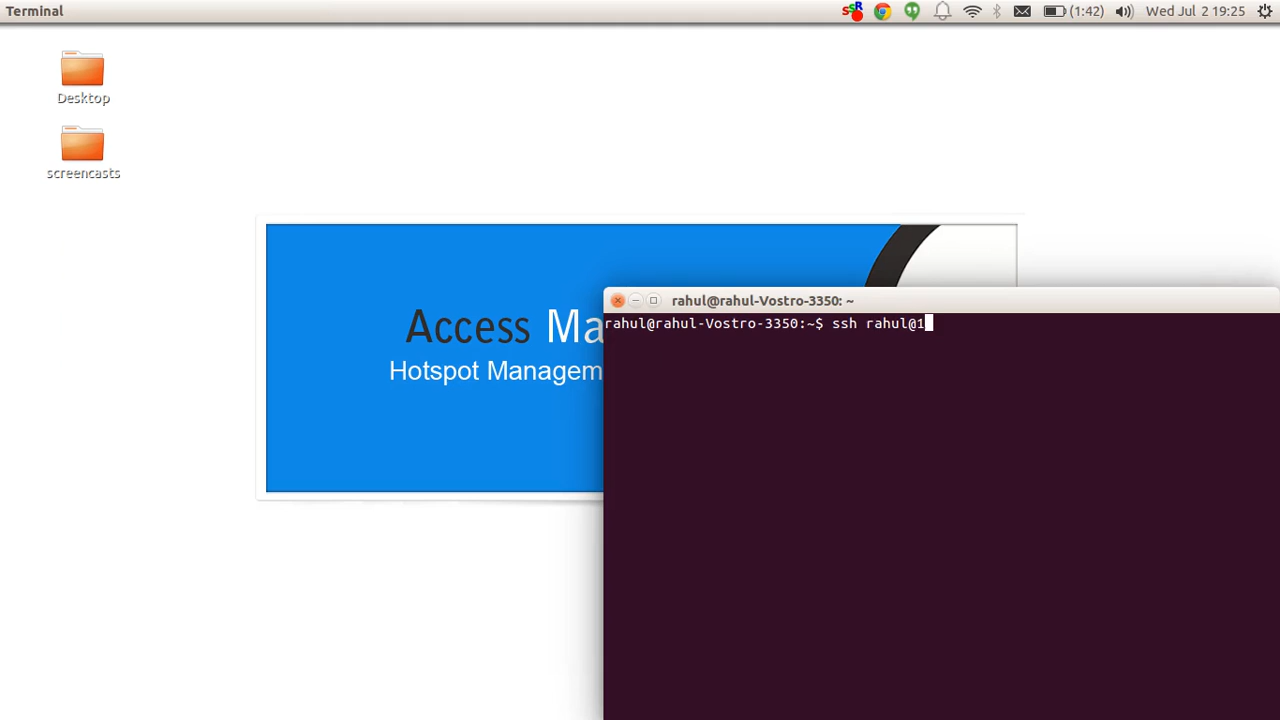 Terminal
SSR
(1:42)
Wed Jul 2 19:25
Desktop
screencasts
Access Ma
Hotspot Managem
rahul@rahul-Vostro-3350: ~
rahul@rahul-Vostro-3350:~$ ssh rahul@1